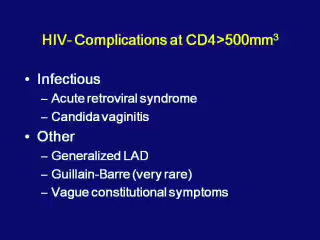 HIV- Complications at CD4>500mm³
• Infectious
– Acute retroviral syndrome
– Candida vaginitis
• Other
– Generalized LAD
– Guillain-Barre (very rare)
– Vague constitutional symptoms